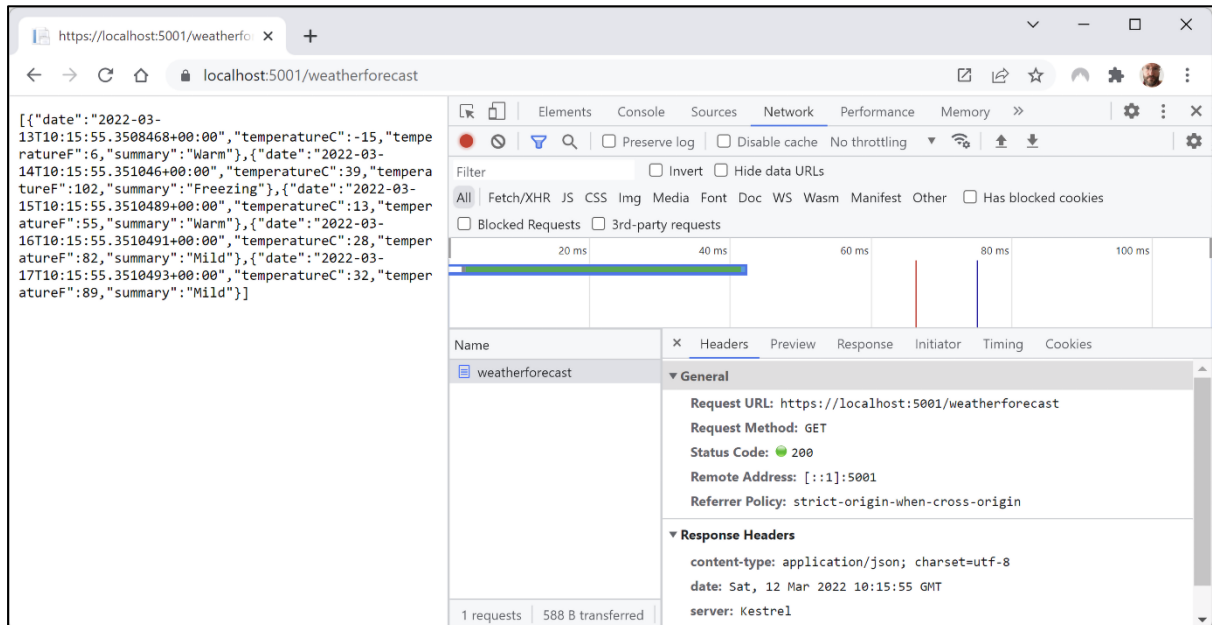 https://localhost:5001/weatherfo
localhost:5001/weatherforecast
[{"date":"2022-03-
13T10:15:55.3508468+00:00","temperatureC":-15,"tempe
ratureF":6,"summary":"Warm"},{"date":"2022-03-
14T10:15:55.351046+00:00","temperatureC":39,"tempera
tureF":102,"summary":"Freezing"},{"date":"2022-03-
15T10:15:55.3510489+00:00","temperatureC":13,"temper
atureF":55,"summary":"Warm"},{"date":"2022-03-
16T10:15:55.3510491+00:00","temperatureC":28,"temper
atureF":82,"summary":"Mild"},{"date":"2022-03-
17T10:15:55.3510493+00:00","temperatureC":32,"temper
atureF":89,"summary":"Mild"}]
Elements Console Sources Network Performance Memory
Preserve log Disable cache No throttling
Filter Invert Hide data URLs
All Fetch/XHR JS CSS Img Media Font Doc WS Wasm Manifest Other Has blocked cookies
Blocked Requests 3rd-party requests
20 ms 40 ms 60 ms 80 ms 100 ms
Name
weatherforecast
1 requests 588 B transferred
Headers Preview Response Initiator Timing Cookies
General
Request URL: https://localhost:5001/weatherforecast
Request Method: GET
Status Code: 200
Remote Address: [::1]:5001
Referrer Policy: strict-origin-when-cross-origin
Response Headers
content-type: application/json; charset=utf-8
date: Sat, 12 Mar 2022 10:15:55 GMT
server: Kestrel